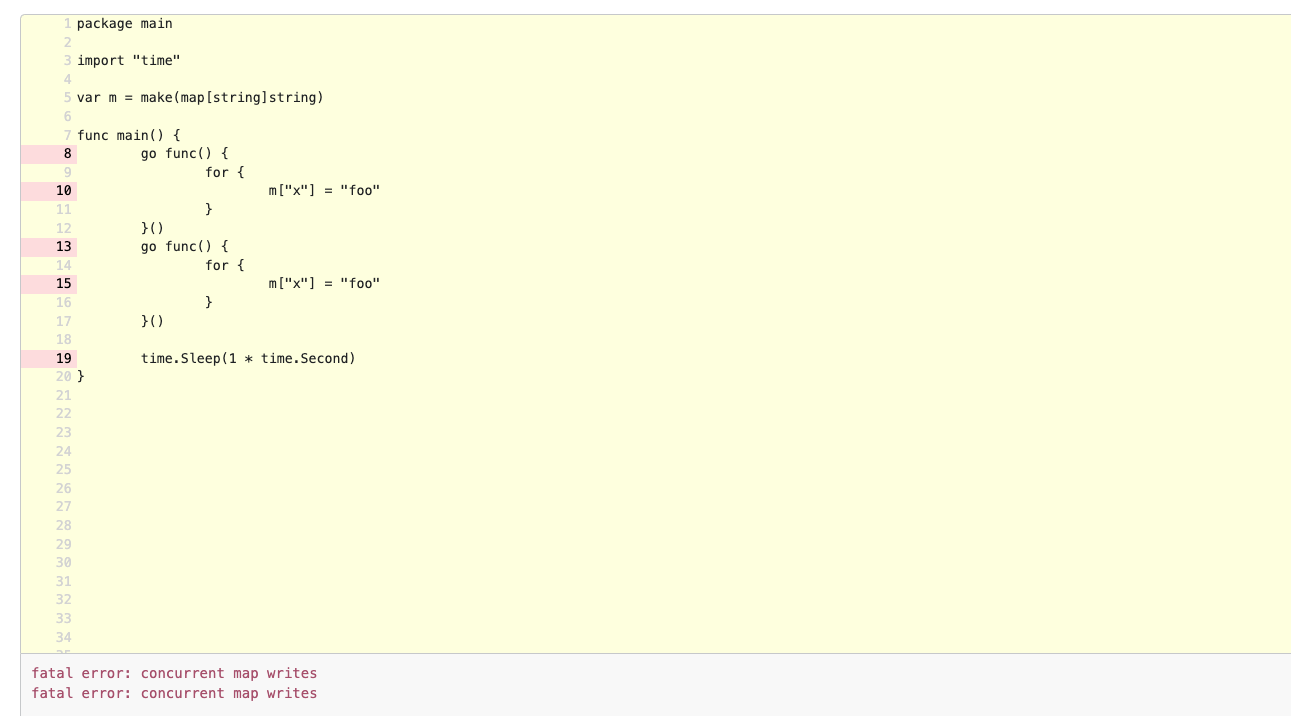 1 package main
2
3 import "time"
4
5 var m = make(map[string]string)
6
7 func main() {
8 go func() {
9 for {
10 m["x"] = "foo"
11 }
12 }()
13 go func() {
14 for {
15 m["x"] = "foo"
16 }
17 }()
18
19 time.Sleep(1 * time.Second)
20 }
21
22
23
24
25
26
27
28
29
30
31
32
33
34
35
fatal error: concurrent map writes
fatal error: concurrent map writes